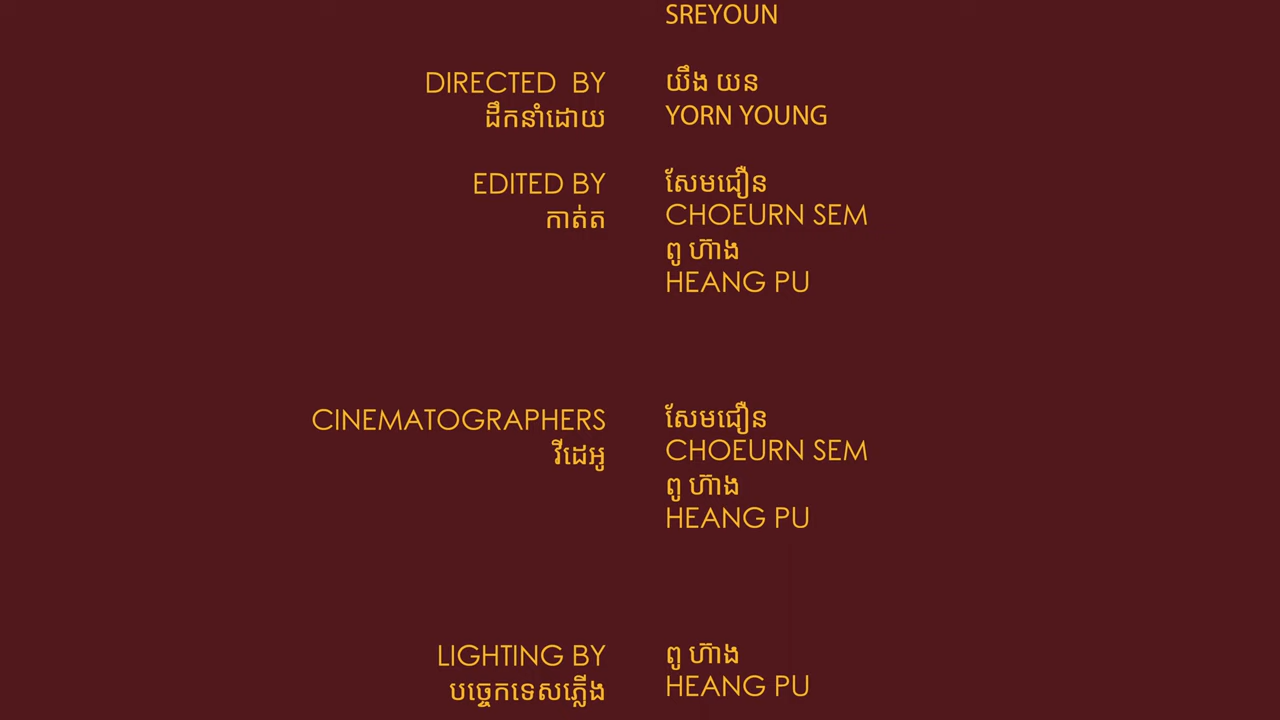 SREYOUN
DIRECTED BY
យឹង យន
ដឹកនាំដោយ
YORN YOUNG
EDITED BY
សែមជឿន
កាត់ត
CHOEURN SEM
ពូ ហ៊ាង
HEANG PU
CINEMATOGRAPHERS
សែមជឿន
វីដេអូ
CHOEURN SEM
ពូ ហ៊ាង
HEANG PU
LIGHTING BY
ពូ ហ៊ាង
បច្ចេកទេសភ្លើង
HEANG PU